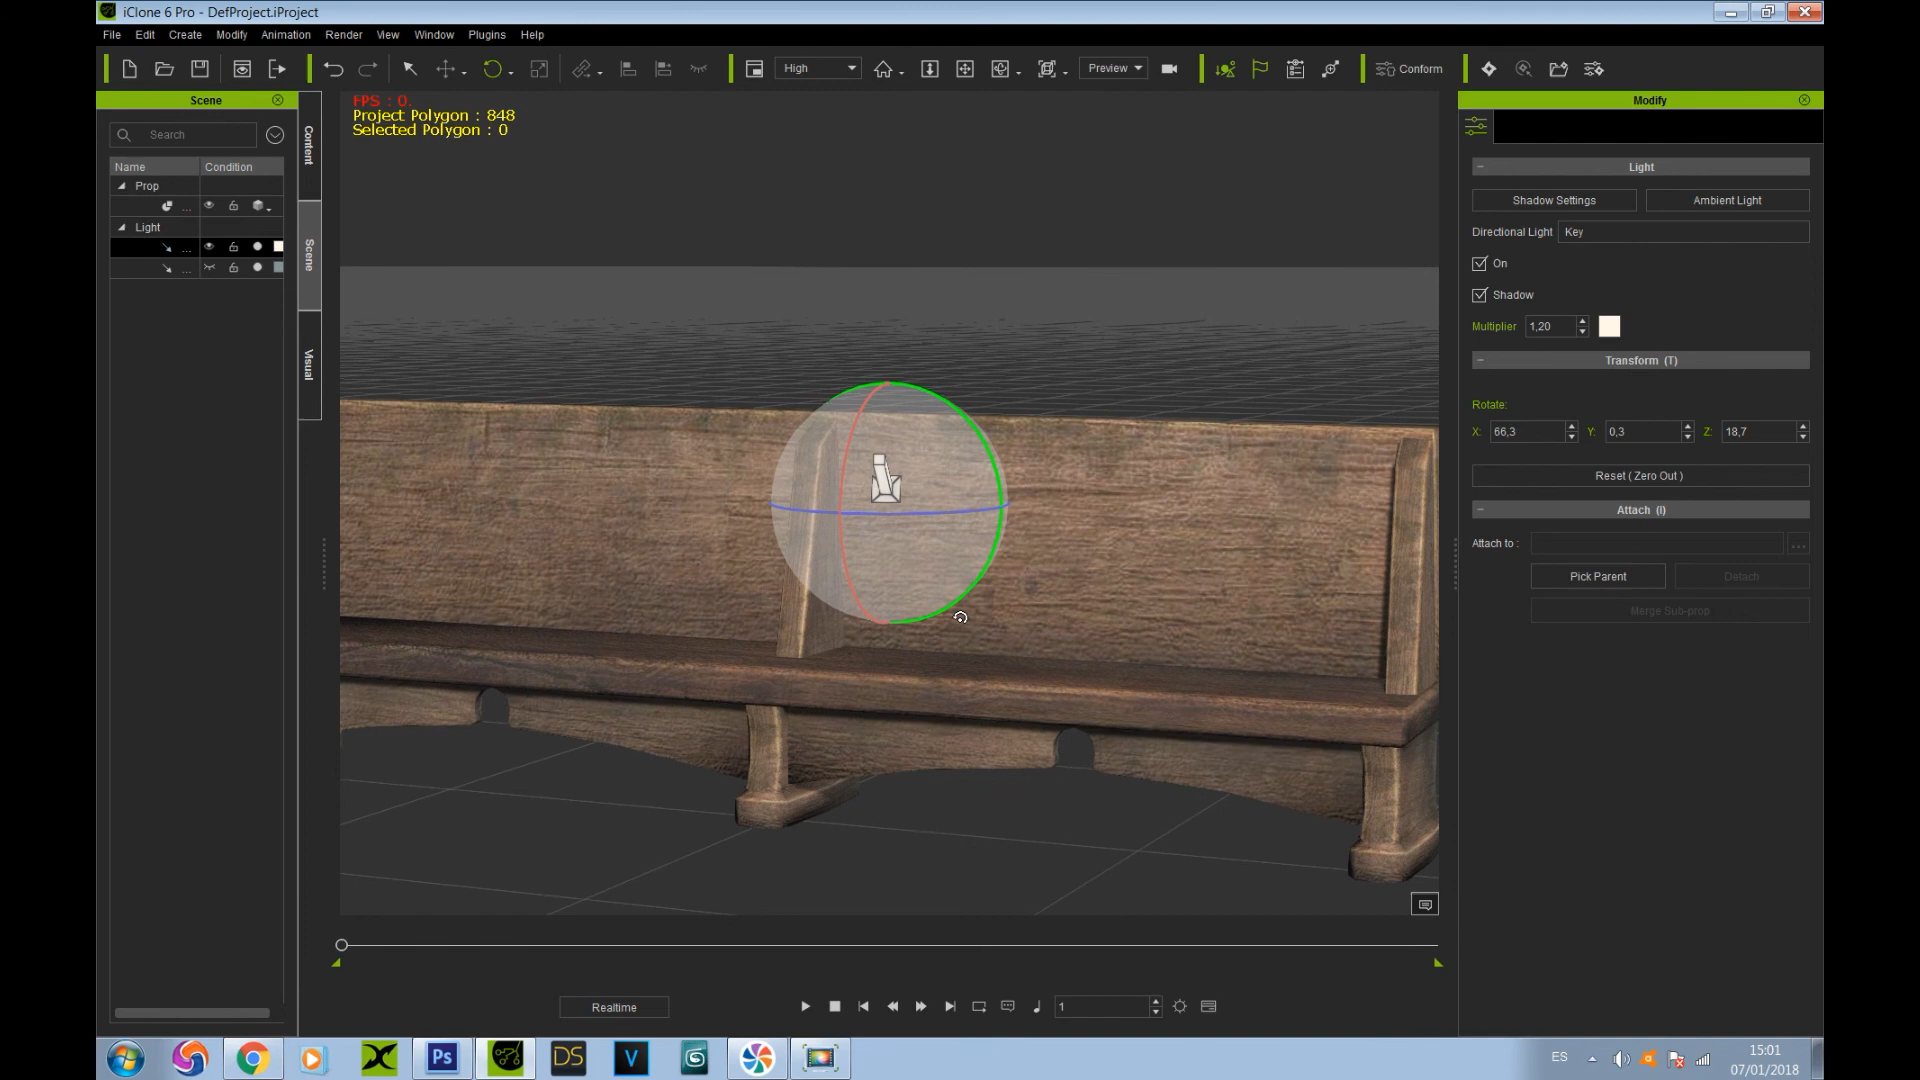 iClone 6 Pro - DefProject.iProject
File Edit Create Modify Animation Render View Window Plugins Help
High Preview Conform
Scene
Search
Name Condition
Prop
...
Light
...
...
Content
Scene
Visual
FPS : 0.
Project Polygon : 848
Selected Polygon : 0
Modify
Light
Shadow Settings Ambient Light
Directional Light Key
On
Shadow
Multiplier 1,20
Transform (T)
Rotate:
X: 66,3 Y: 0,3 Z: 18,7
Reset ( Zero Out )
Attach (I)
Attach to : ...
Pick Parent Detach
Merge Sub-prop
Realtime 1
Ps DS V
ES
15:01
07/01/2018